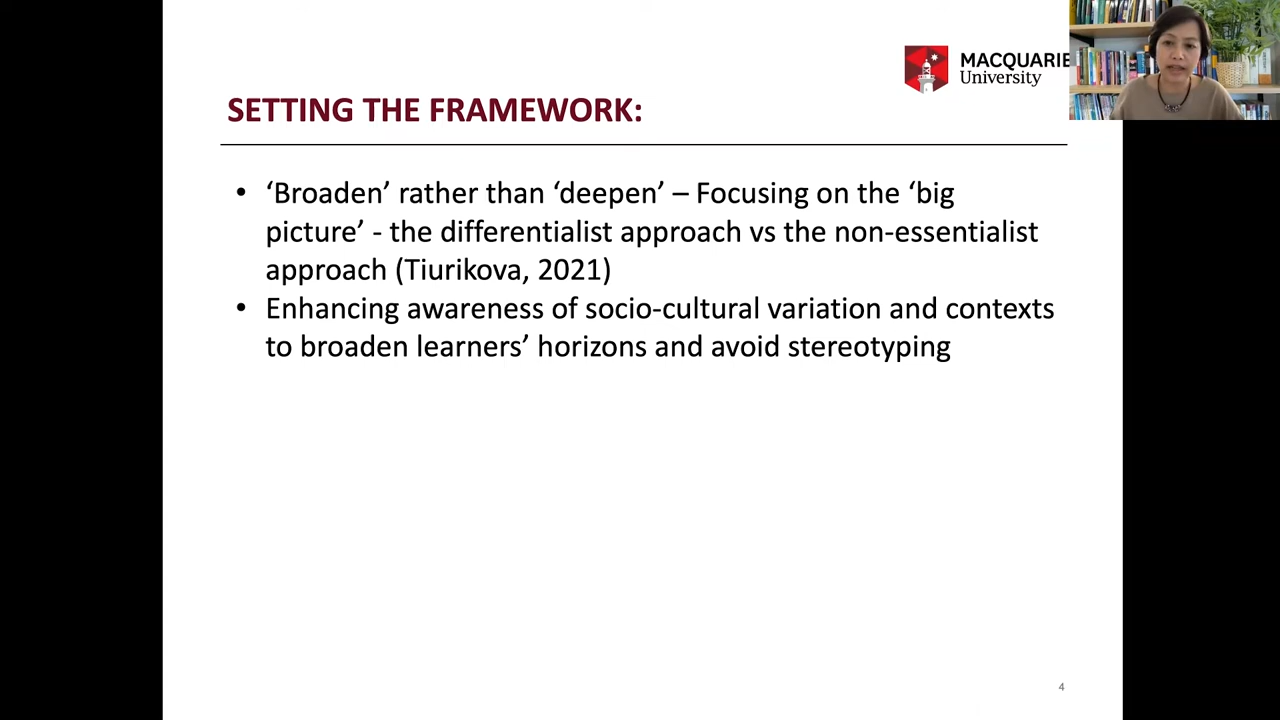 MACQUARIE
University
SETTING THE FRAMEWORK:
• ‘Broaden’ rather than ‘deepen’ – Focusing on the ‘big
picture’ - the differentialist approach vs the non-essentialist
approach (Tiurikova, 2021)
• Enhancing awareness of socio-cultural variation and contexts
to broaden learners’ horizons and avoid stereotyping
4